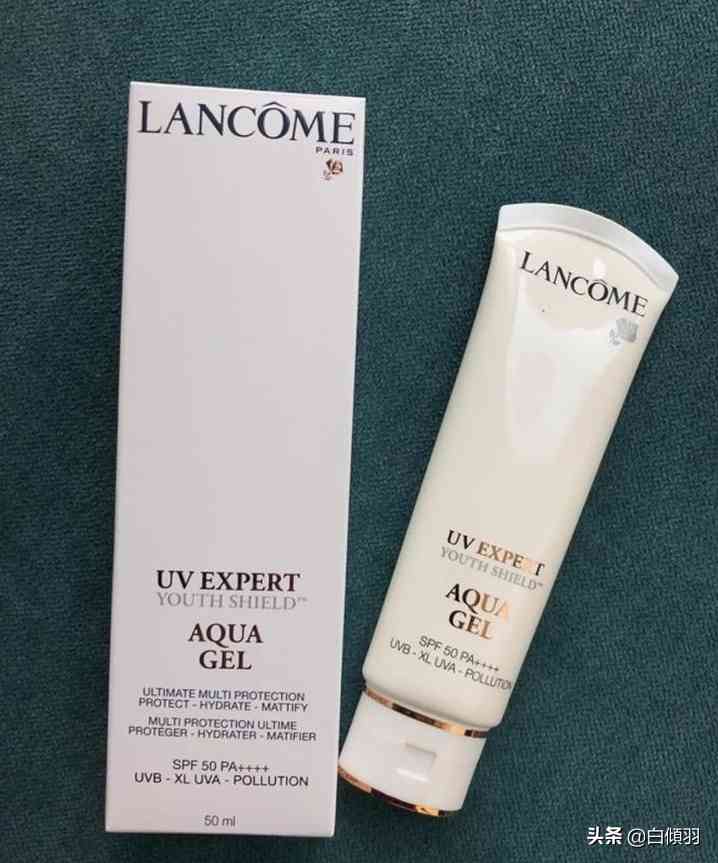 LANCÔME
PARIS
UV EXPERT
YOUTH SHIELD™
AQUA
GEL
ULTIMATE MULTI PROTECTION
PROTECT - HYDRATE - MATTIFY
MULTI PROTECTION ULTIME
PROTÉGER - HYDRATER - MATIFIER
SPF 50 PA++++
UVB - XL UVA - POLLUTION
50 ml
LANCÔME
UV EXPERT
YOUTH SHIELD™
AQUA
GEL
SPF 50 PA++++
UVB - XL UVA - POLLUTION
头条 @白傾羽